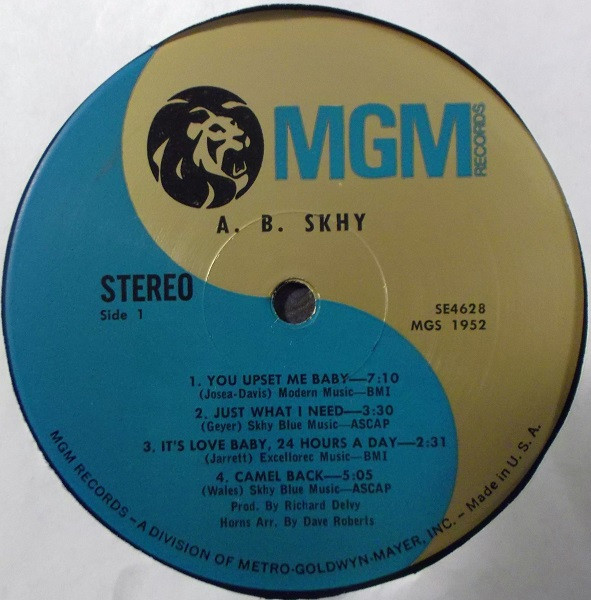 MGM
RECORDS
A. B. SKHY
STEREO
Side 1
SE4628
MGS 1952
1. YOU UPSET ME BABY—7:10
(Josea-Davis) Modern Music—BMI
2. JUST WHAT I NEED—3:30
(Geyer) Skhy Blue Music—ASCAP
3. IT'S LOVE BABY, 24 HOURS A DAY—2:31
(Jarrett) Excellorec Music—BMI
4. CAMEL BACK—5:05
(Wales) Skhy Blue Music—ASCAP
Prod. By Richard Delvy
Horns Arr. By Dave Roberts
MGM RECORDS – A DIVISION OF METRO-GOLDWYN-MAYER, INC. – Made in U. S. A.